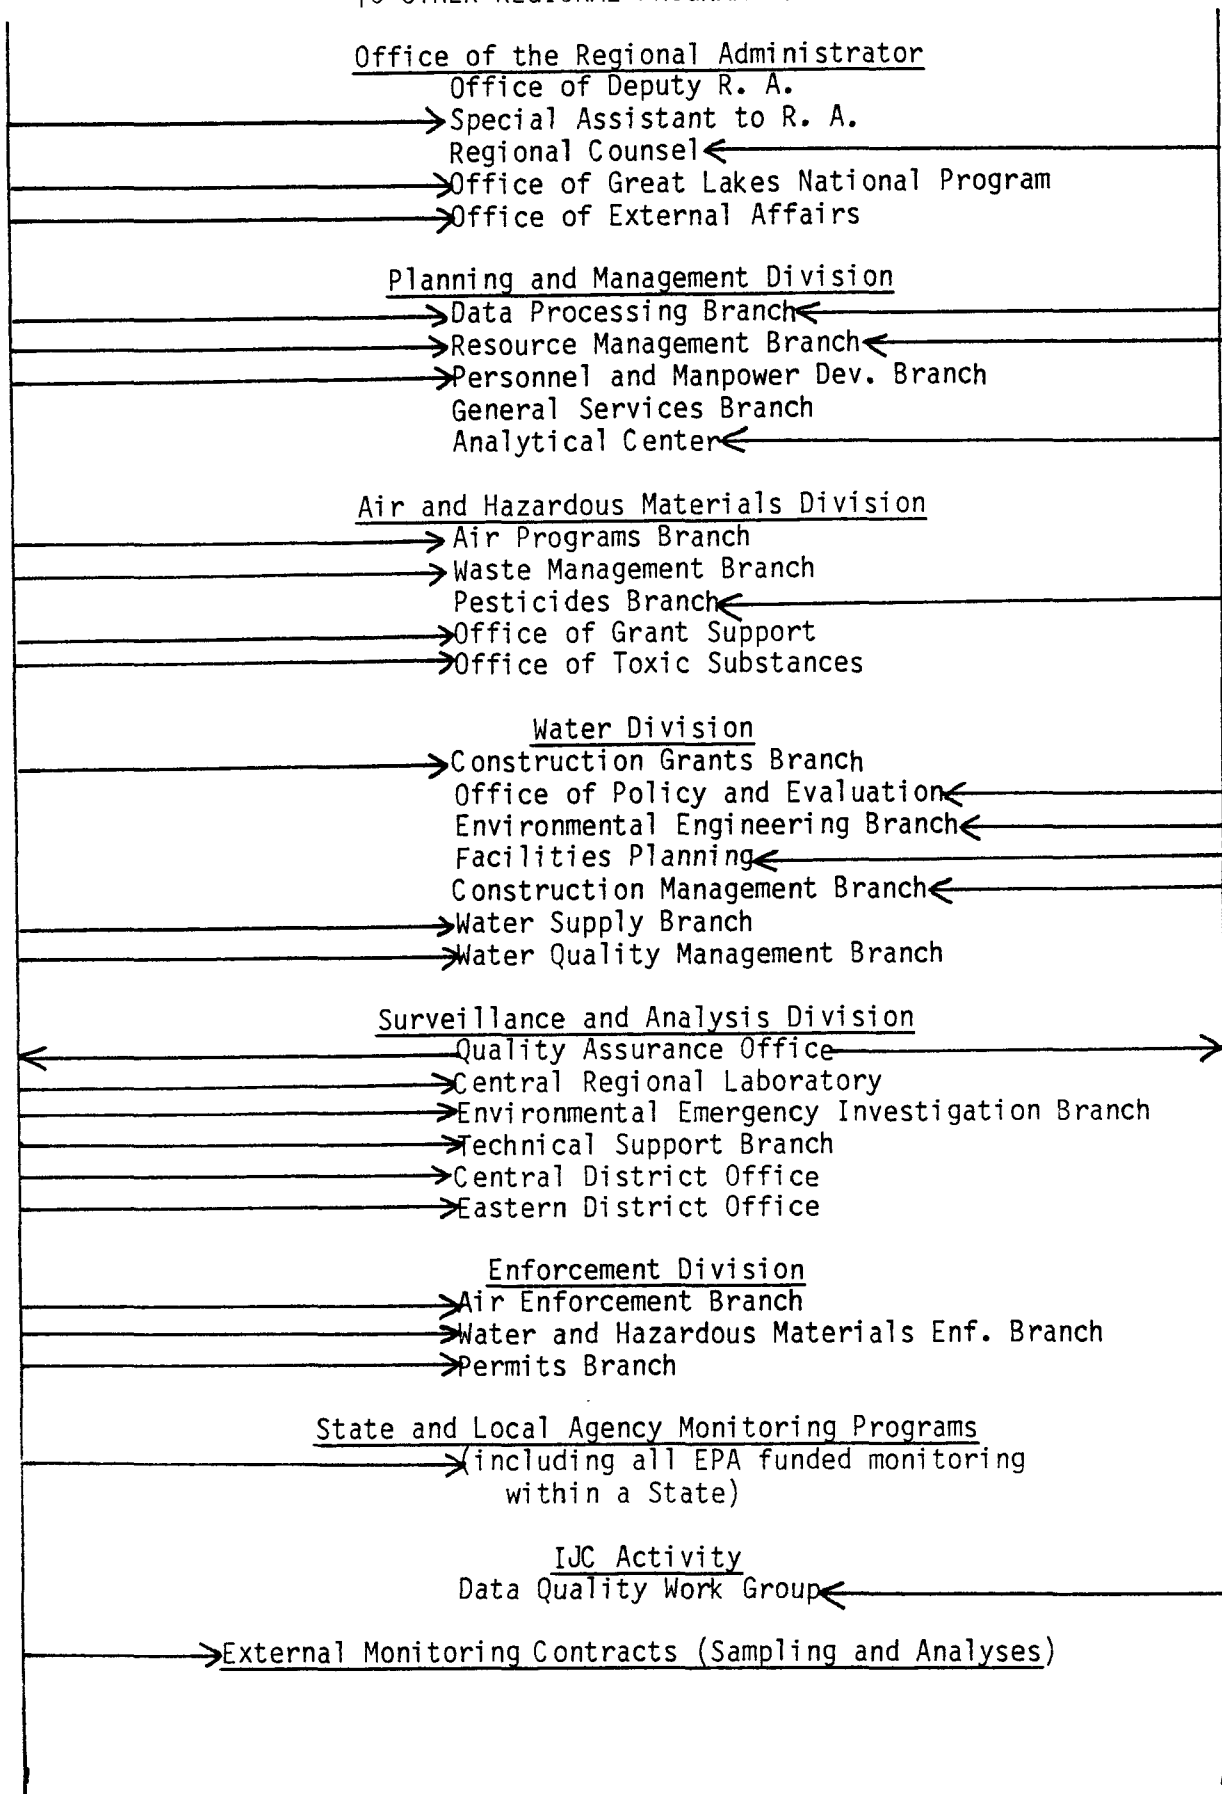 Office of the Regional Administrator
Office of Deputy R. A.
Special Assistant to R. A.
Regional Counsel
Office of Great Lakes National Program
Office of External Affairs
Planning and Management Division
Data Processing Branch
Resource Management Branch
Personnel and Manpower Dev. Branch
General Services Branch
Analytical Center
Air and Hazardous Materials Division
Air Programs Branch
Waste Management Branch
Pesticides Branch
Office of Grant Support
Office of Toxic Substances
Water Division
Construction Grants Branch
Office of Policy and Evaluation
Environmental Engineering Branch
Facilities Planning
Construction Management Branch
Water Supply Branch
Water Quality Management Branch
Surveillance and Analysis Division
Quality Assurance Office
Central Regional Laboratory
Environmental Emergency Investigation Branch
Technical Support Branch
Central District Office
Eastern District Office
Enforcement Division
Air Enforcement Branch
Water and Hazardous Materials Enf. Branch
Permits Branch
State and Local Agency Monitoring Programs
(including all EPA funded monitoring
within a State)
IJC Activity
Data Quality Work Group
External Monitoring Contracts (Sampling and Analyses)